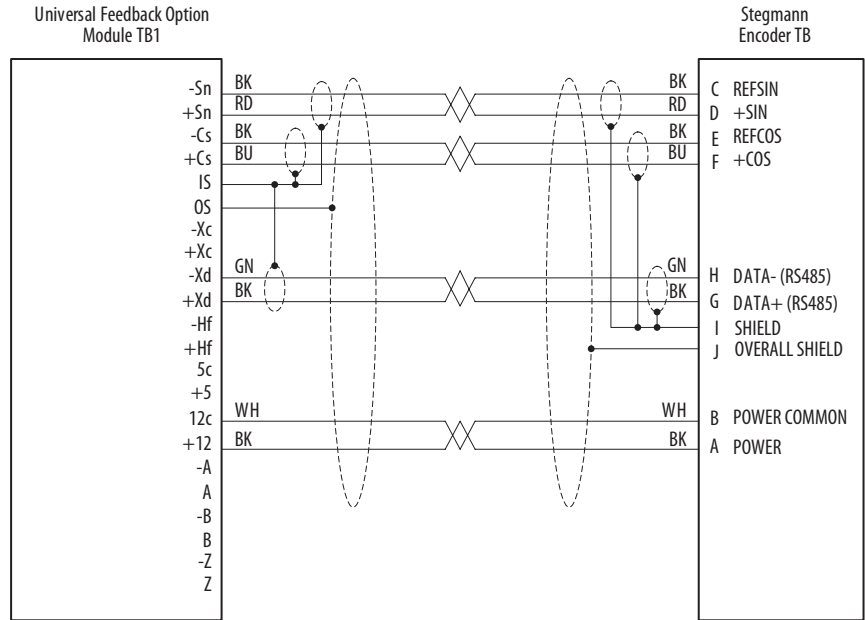 Universal Feedback Option
Module TB1
Stegmann
Encoder TB
-Sn BK BK C REFSIN
+Sn RD RD D +SIN
-Cs BK BK E REFCOS
+Cs BU BU F +COS
IS
OS
-Xc
+Xc
-Xd GN GN H DATA- (RS485)
+Xd BK BK G DATA+ (RS485)
-Hf I SHIELD
+Hf J OVERALL SHIELD
5c
+5
12c WH WH B POWER COMMON
+12 BK BK A POWER
-A
A
-B
B
-Z
Z